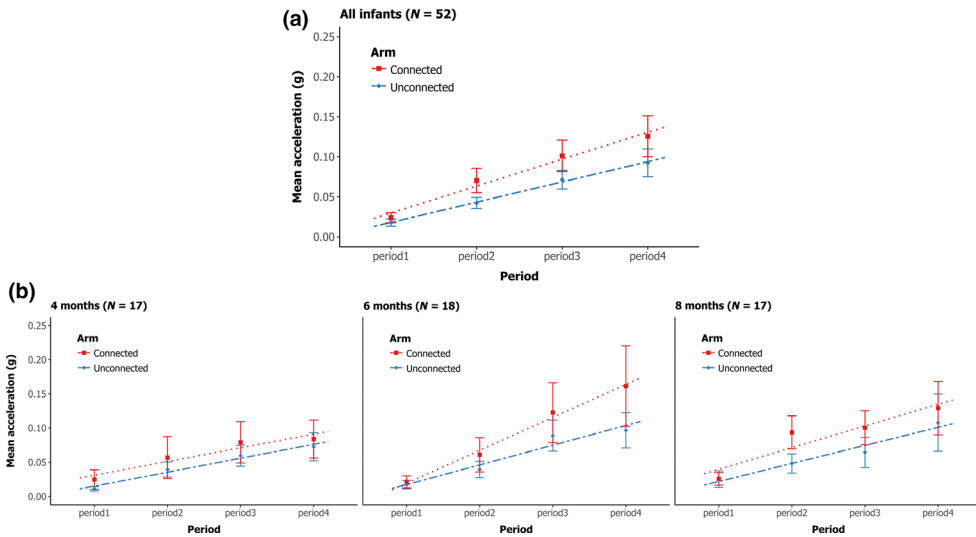 (a)
All infants (N = 52)
0.25
Arm
Connected
Unconnected
0.20
0.15
0.10
0.05
0.00
Mean acceleration (g)
period1 period2 period3 period4
Period
(b)
4 months (N = 17)
0.25
Arm
Connected
Unconnected
0.20
0.15
0.10
0.05
0.00
Mean acceleration (g)
period1 period2 period3 period4
Period
6 months (N = 18)
Arm
Connected
Unconnected
period1 period2 period3 period4
Period
8 months (N = 17)
Arm
Connected
Unconnected
period1 period2 period3 period4
Period